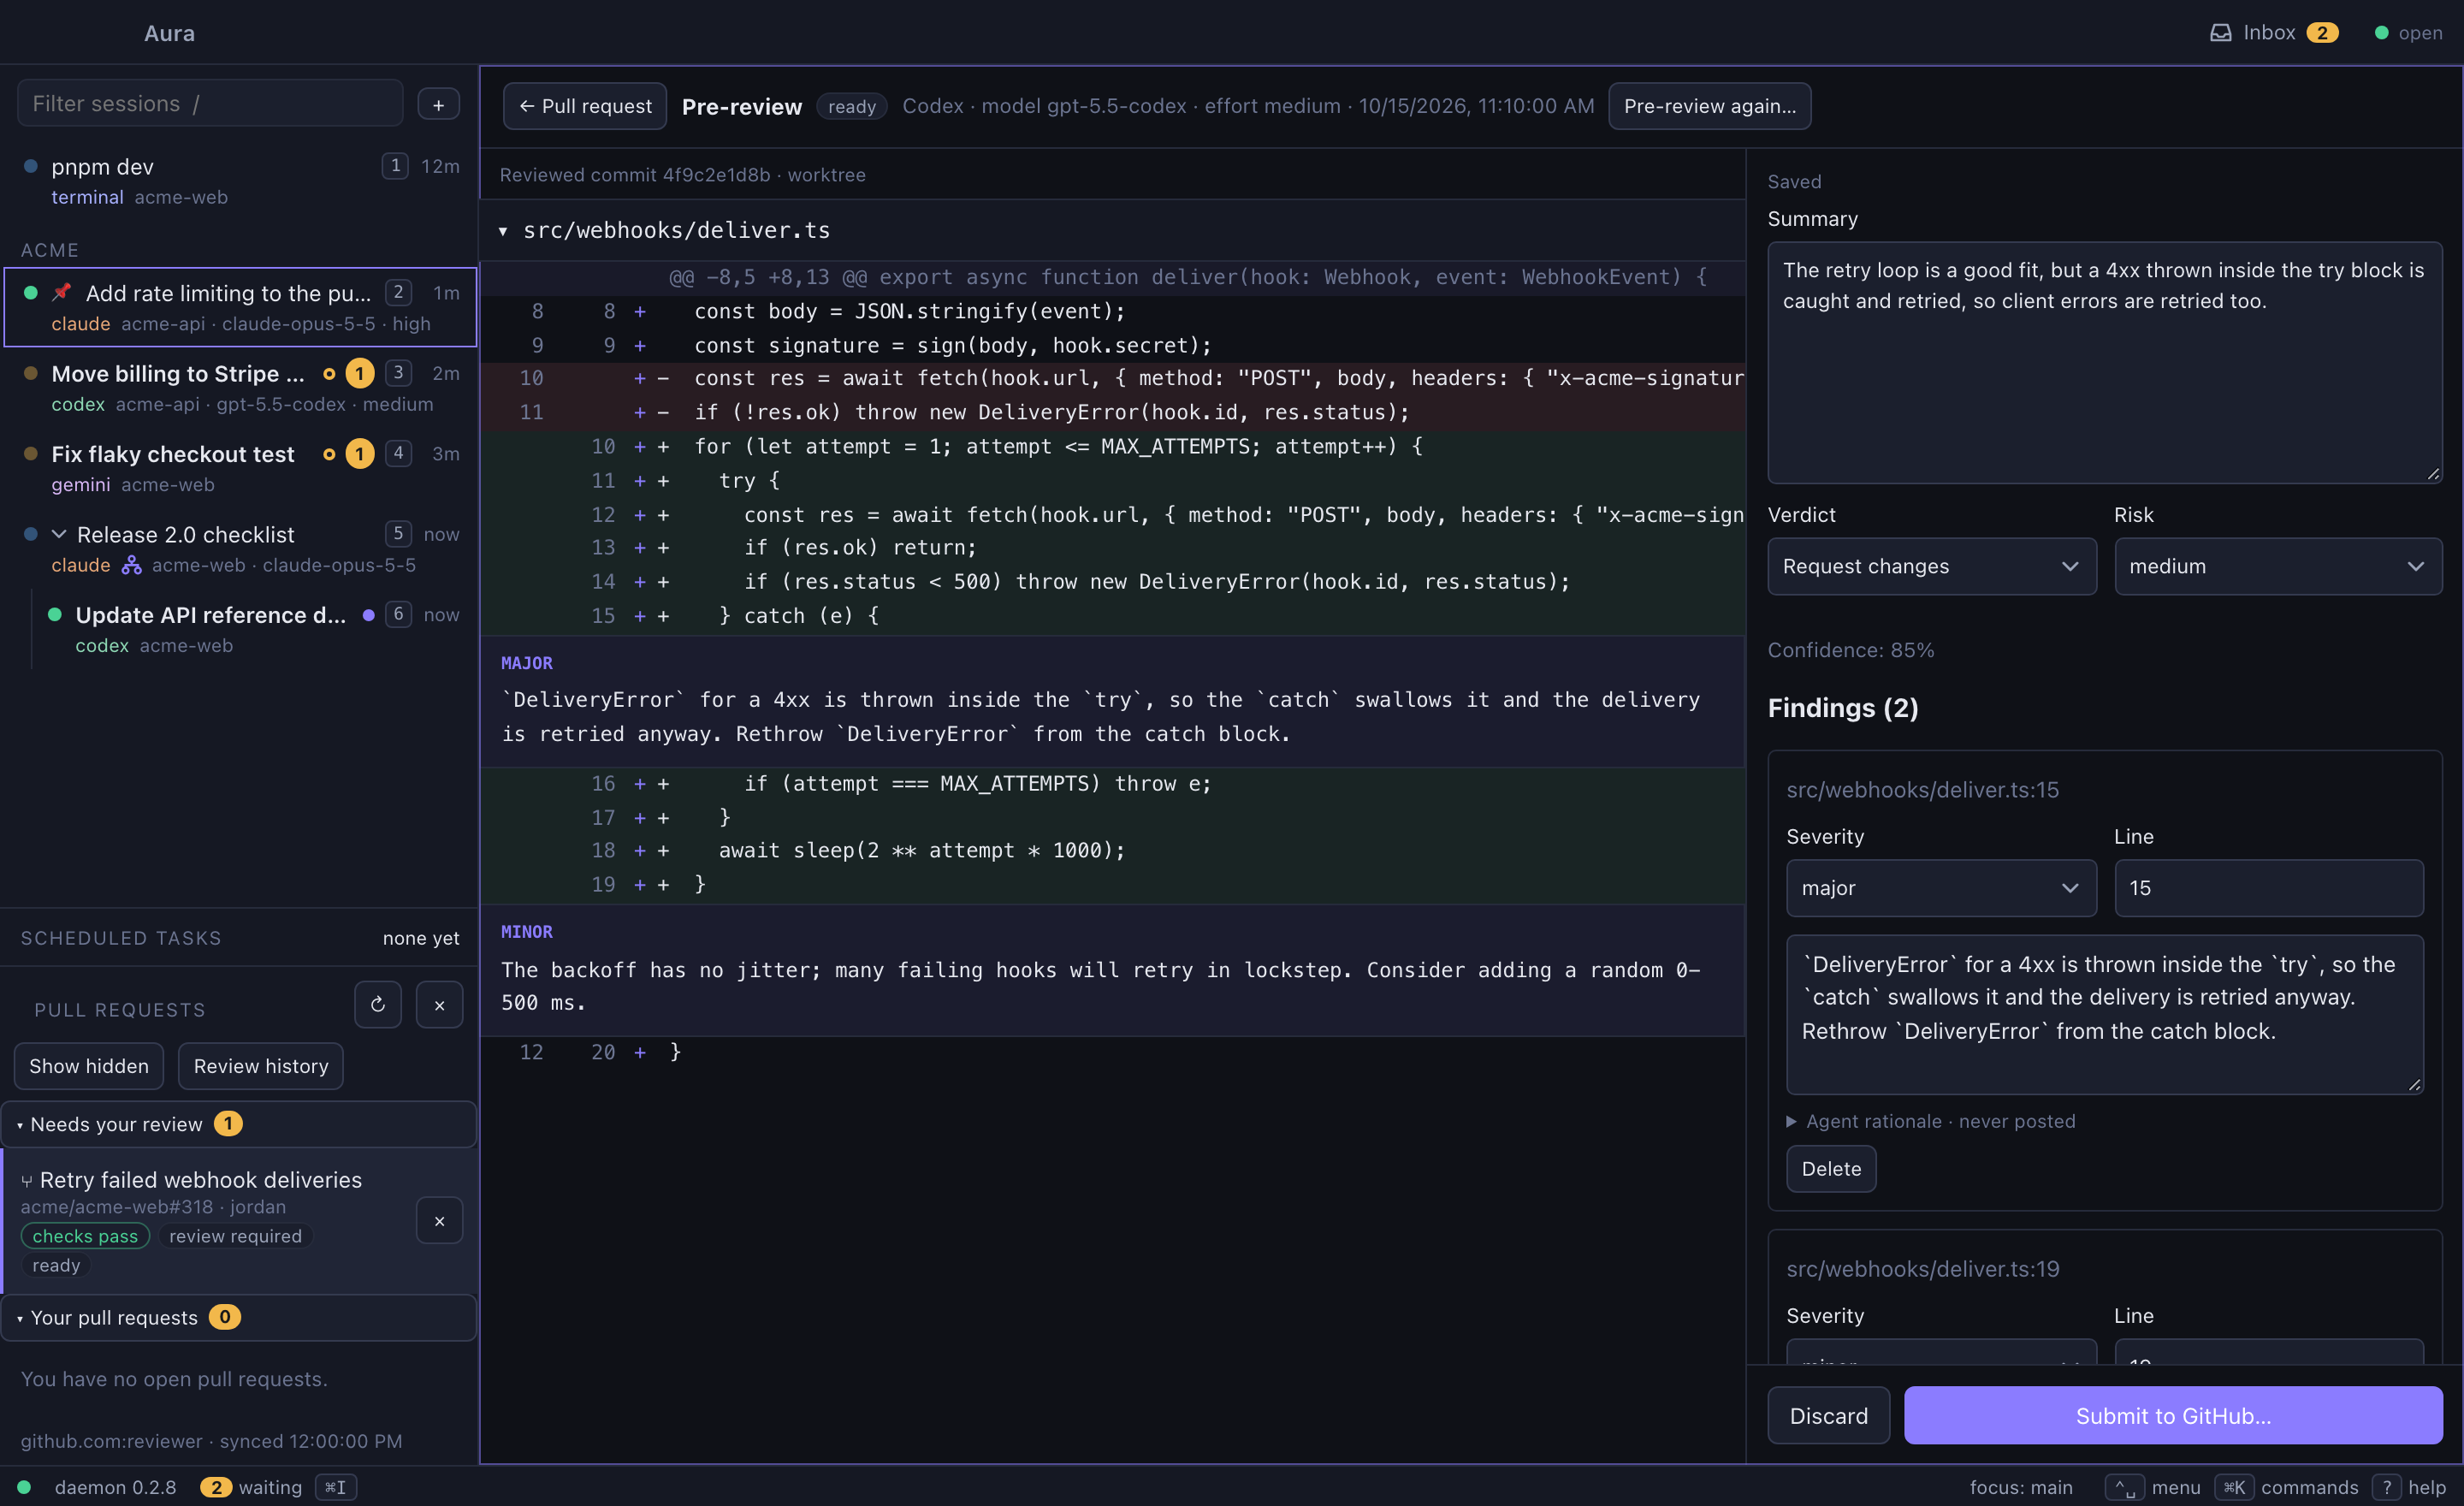 Aura
Inbox 2 open
Filter sessions /
+
pnpm dev 1 12m
terminal acme-web
ACME
Add rate limiting to the pu... 2 1m
claude acme-api · claude-opus-5-5 · high
Move billing to Stripe ... 1 3 2m
codex acme-api · gpt-5.5-codex · medium
Fix flaky checkout test 1 4 3m
gemini acme-web
Release 2.0 checklist 5 now
claude acme-web · claude-opus-5-5
Update API reference d... 6 now
codex acme-web
SCHEDULED TASKS none yet
PULL REQUESTS ↻ ×
Show hidden Review history
▾ Needs your review 1
Retry failed webhook deliveries
acme/acme-web#318 · jordan
×
checks pass review required
ready
▾ Your pull requests 0
You have no open pull requests.
github.com:reviewer · synced 12:00:00 PM
← Pull request Pre-review ready Codex · model gpt-5.5-codex · effort medium · 10/15/2026, 11:10:00 AM Pre-review again...
Reviewed commit 4f9c2e1d8b · worktree
▾ src/webhooks/deliver.ts
@@ −8,5 +8,13 @@ export async function deliver(hook: Webhook, event: WebhookEvent) {
8 8 + const body = JSON.stringify(event);
9 9 + const signature = sign(body, hook.secret);
10 + − const res = await fetch(hook.url, { method: "POST", body, headers: { "x-acme-signatur
11 + − if (!res.ok) throw new DeliveryError(hook.id, res.status);
10 + + for (let attempt = 1; attempt <= MAX_ATTEMPTS; attempt++) {
11 + + try {
12 + + const res = await fetch(hook.url, { method: "POST", body, headers: { "x-acme-sign
13 + + if (res.ok) return;
14 + + if (res.status < 500) throw new DeliveryError(hook.id, res.status);
15 + + } catch (e) {
MAJOR
`DeliveryError` for a 4xx is thrown inside the `try`, so the `catch` swallows it and the delivery
is retried anyway. Rethrow `DeliveryError` from the catch block.
16 + + if (attempt === MAX_ATTEMPTS) throw e;
17 + + }
18 + + await sleep(2 ** attempt * 1000);
19 + + }
MINOR
The backoff has no jitter; many failing hooks will retry in lockstep. Consider adding a random 0–
500 ms.
12 20 + }
Saved
Summary
The retry loop is a good fit, but a 4xx thrown inside the try block is
caught and retried, so client errors are retried too.
Verdict Risk
Request changes medium
Confidence: 85%
Findings (2)
src/webhooks/deliver.ts:15
Severity Line
major 15
`DeliveryError` for a 4xx is thrown inside the `try`, so the
`catch` swallows it and the delivery is retried anyway.
Rethrow `DeliveryError` from the catch block.
▶ Agent rationale · never posted
Delete
src/webhooks/deliver.ts:19
Severity Line
Discard Submit to GitHub...
daemon 0.2.8 2 waiting ⌘I
focus: main ^␣ menu ⌘K commands ? help